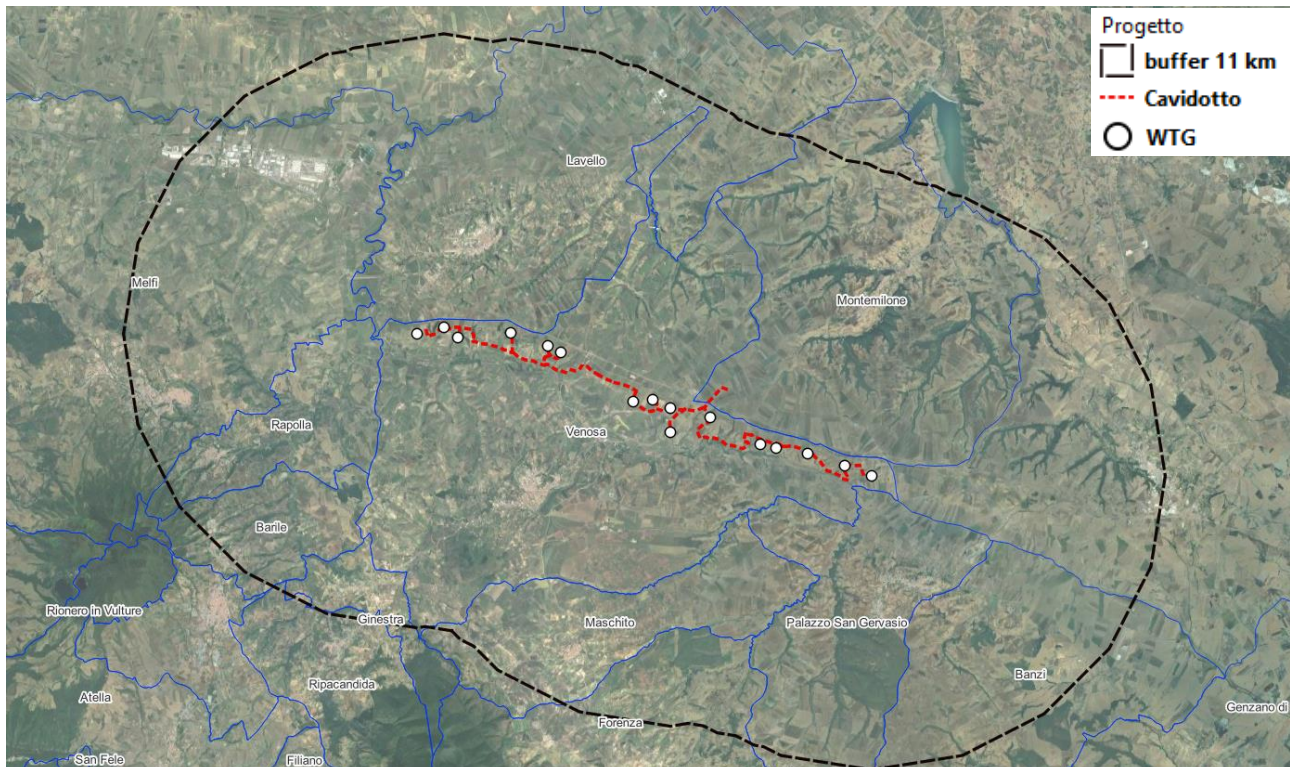 Progetto
buffer 11 km
Cavidotto
WTG
Lavello
Melfi
Montemilone
Rapolla
Venosa
Barile
Rionero in Vulture
Ginestra
Maschito
Palazzo San Gervasio
Ripacandida
Banzi
Atella
Genzano di
Forenza
San Fele
Filiano